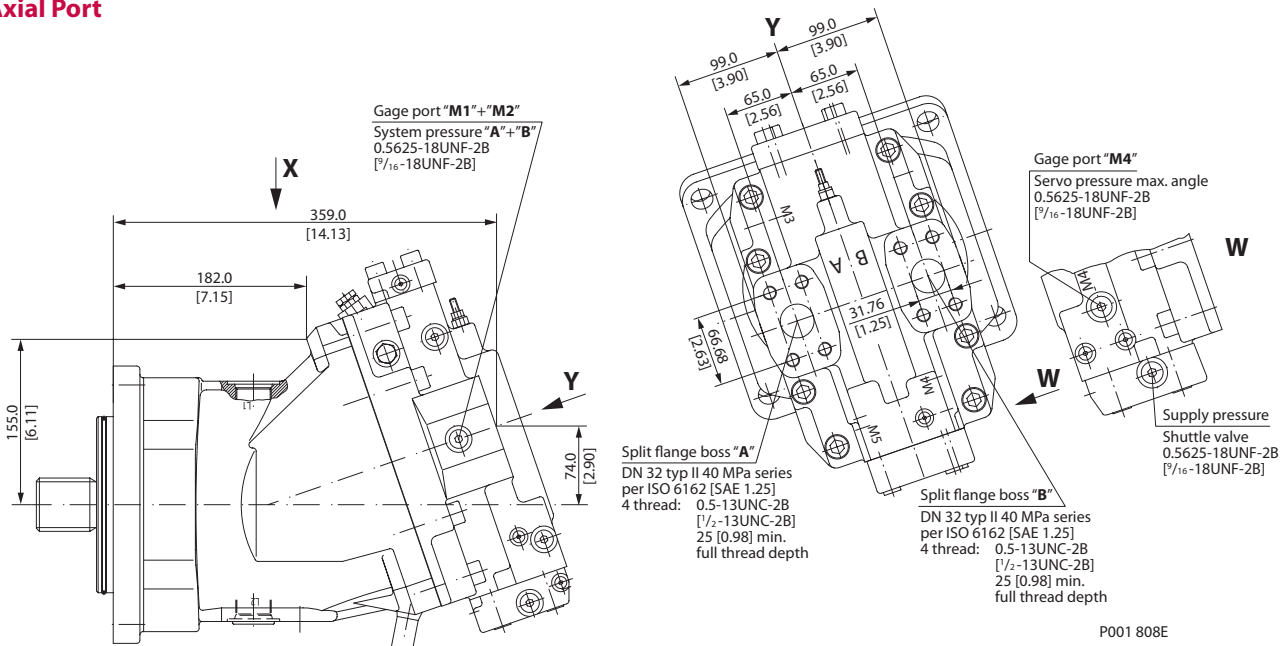 Axial Port
Gage port "M1"+"M2"
System pressure "A"+"B"
0.5625-18UNF-2B
[9/16-18UNF-2B]
X
359.0
[14.13]
182.0
[7.15]
155.0
[6.11]
L1
L2
Y
74.0
[2.90]
Y
99.0
[3.90]
99.0
[3.90]
65.0
[2.56]
65.0
[2.56]
M3
B
A
31.76
[1.25]
66.68
[2.63]
M4
M5
W
Split flange boss "A"
DN 32 typ II 40 MPa series
per ISO 6162 [SAE 1.25]
4 thread: 0.5-13UNC-2B
[1/2-13UNC-2B]
25 [0.98] min.
full thread depth
Split flange boss "B"
DN 32 typ II 40 MPa series
per ISO 6162 [SAE 1.25]
4 thread: 0.5-13UNC-2B
[1/2-13UNC-2B]
25 [0.98] min.
full thread depth
Gage port "M4"
Servo pressure max. angle
0.5625-18UNF-2B
[9/16-18UNF-2B]
W
M4
Supply pressure
Shuttle valve
0.5625-18UNF-2B
[9/16-18UNF-2B]
P001 808E